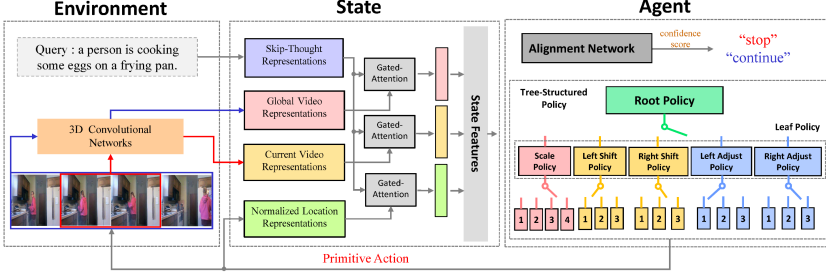 Environment
State
Agent
Query : a person is cooking
some eggs on a frying pan.
3D Convolutional
Networks
Skip-Thought
Representations
Global Video
Representations
Current Video
Representations
Normalized Location
Representations
Gated-
Attention
Gated-
Attention
Gated-
Attention
State Features
Alignment Network
confidence
score
“stop”
“continue”
Tree-Structured
Policy
Root Policy
Leaf Policy
Scale
Policy
Left Shift
Policy
Right Shift
Policy
Left Adjust
Policy
Right Adjust
Policy
1 2 3 4
1 2 3
1 2 3
1 2 3
1 2 3
Primitive Action